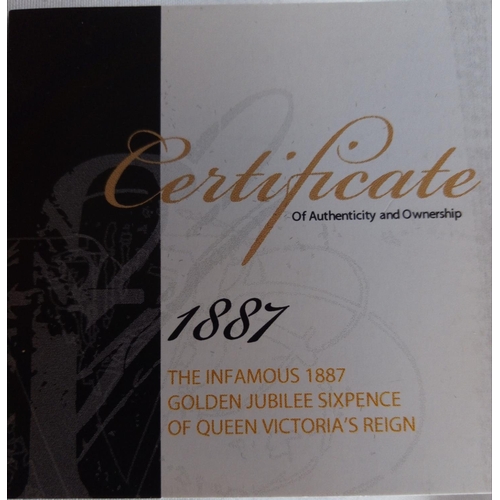 Certificate
Of Authenticity and Ownership
1887
THE INFAMOUS 1887
GOLDEN JUBILEE SIXPENCE
OF QUEEN VICTORIA'S REIGN